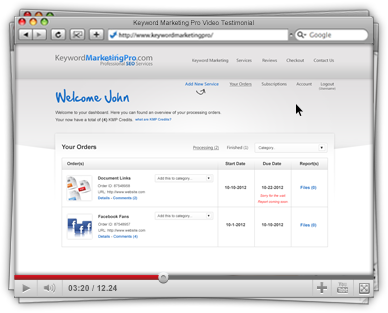 Keyword Marketing Pro Video Testimonial
http://www.keywordmarketingpro/
Google
KeywordMarketingPro.com
Professional SEO Services
Keyword Marketing Services Reviews Checkout Contact Us
Add New Service Your Orders Subscriptions Account Logout
Welcome John
Welcome to your dashboard. Here you can found an overview of your processing orders.
Your now have a total of (4) KMP Credits. what are KMP Credits?
Your Orders Processing (2) Finished (1) Category...
Order(s) Start Date Due Date Report(s)
Document Links Add this to category...
Order ID: 87546898
URL: http://www.website.com
Details - Comments (2)
10-10-2012 10-22-2012 Files (0)
Sorry for the wait
Report coming soon
Facebook Fans Add this to category...
URL: http://www.website.com
Details - Comments (4)
10-1-2012 10-10-2012 Files (0)
03:20 / 12.24